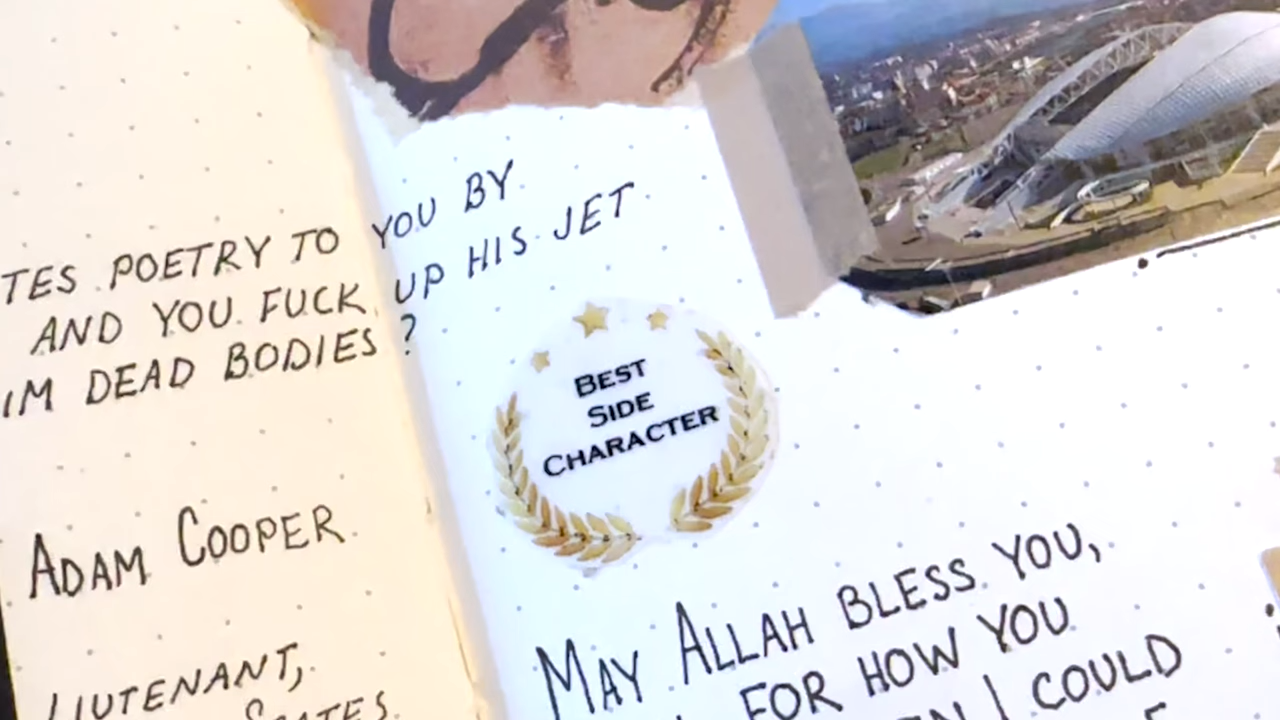 TES POETRY TO YOU BY
AND YOU FUCK UP HIS JET
IM DEAD BODIES?
BEST
SIDE
CHARACTER
ADAM COOPER
LIUTENANT,
STATES
MAY ALLAH BLESS YOU,
FOR HOW YOU
I COULD